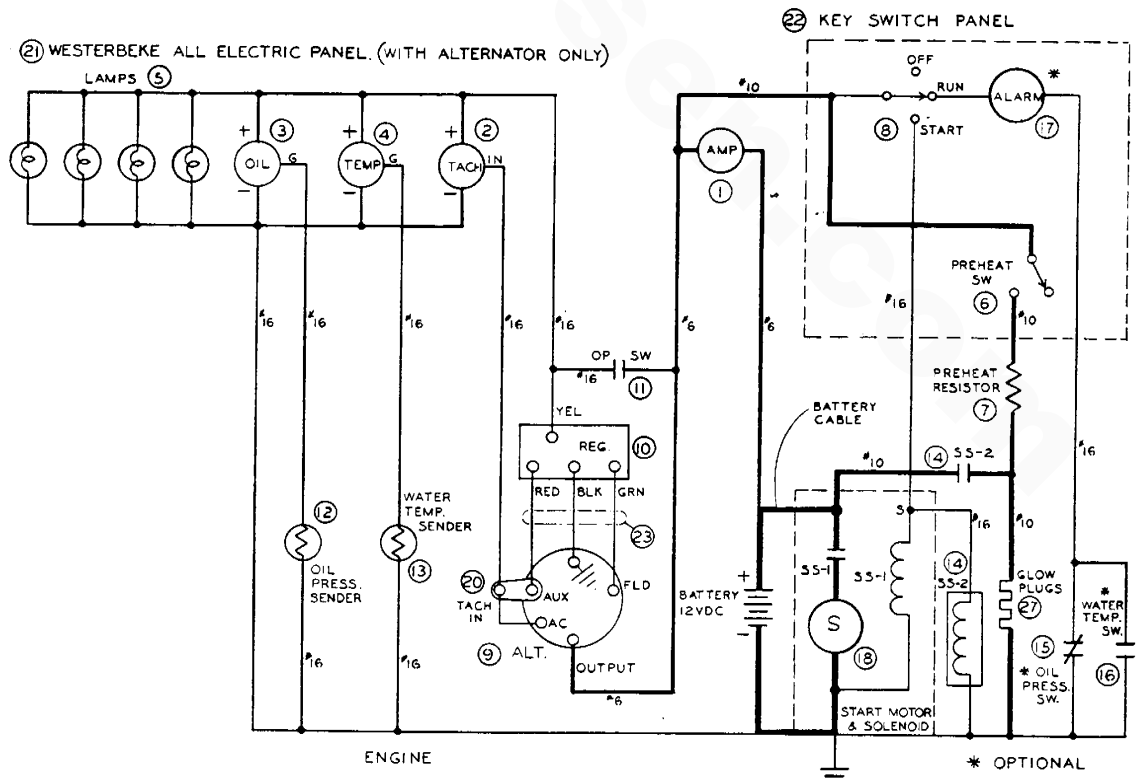 22 KEY SWITCH PANEL
21 WESTERBEKE ALL ELECTRIC PANEL. (WITH ALTERNATOR ONLY)
LAMPS 5
OFF
RUN
START
8
ALARM
*
17
#10
+ 3 OIL G -
+ 4 TEMP G -
+ 2 TACH IN -
AMP
1
PREHEAT
SW
6
#10
#16
#16
#16
#16
#16
#16
#6
#6
#16
OP SW
#16
11
PREHEAT
RESISTOR
7
BATTERY
CABLE
YEL
REG. 10
RED BLK GRN
23
#10
14 SS-2
#16
WATER
TEMP.
SENDER
13
12
OIL
PRESS.
SENDER
S
#16
#10
SS-1
SS-1
14
SS-2
GLOW
PLUGS
27
20
TACH
IN
AUX
FLD
AC
9 ALT.
OUTPUT
#6
+
BATTERY
12VDC
-
S
18
*
WATER
TEMP.
SW.
16
15
* OIL
PRESS.
SW.
#16
#16
START MOTOR
& SOLENOID
ENGINE
* OPTIONAL
sen.com